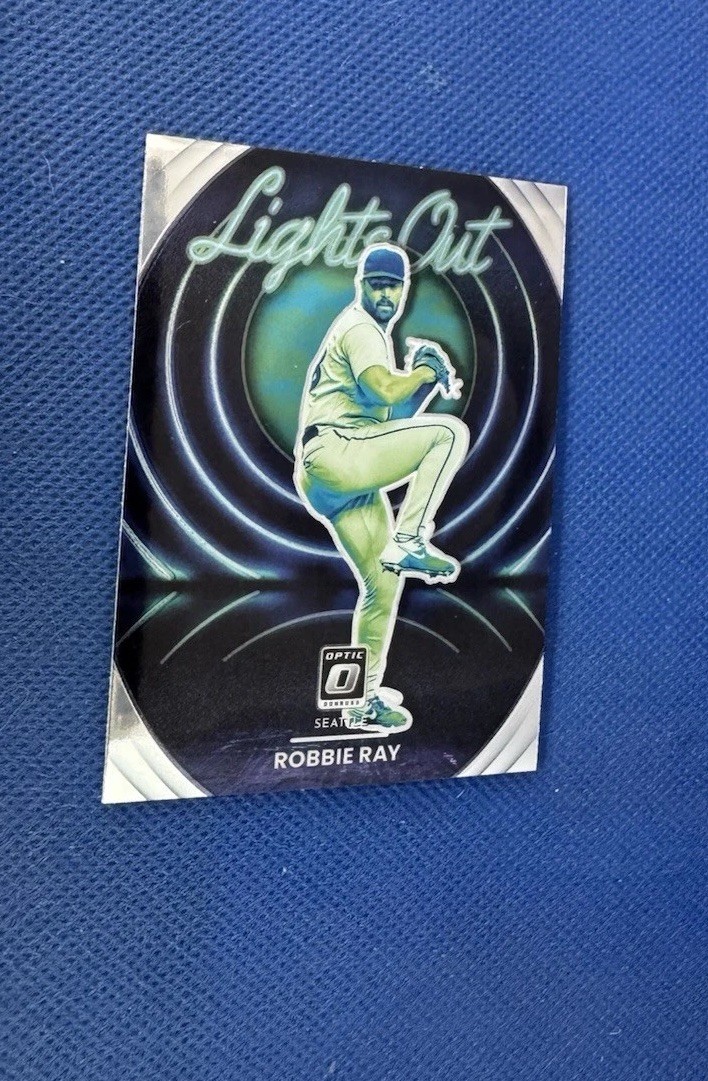 Lights Out
OPTIC
O
DONRUSS
SEATTLE
ROBBIE RAY